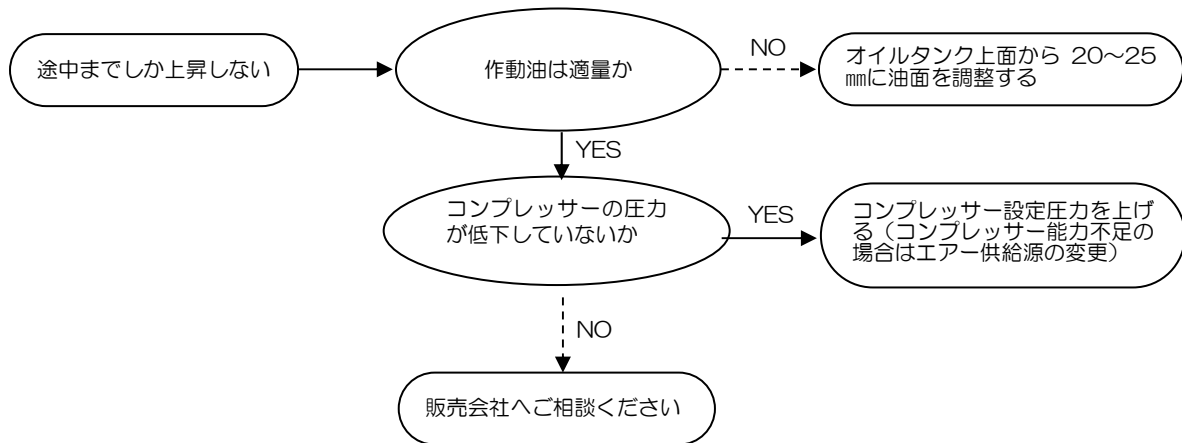 途中までしか上昇しない
作動油は適量か
NO
オイルタンク上面から 20～25
㎜に油面を調整する
YES
コンプレッサーの圧力
が低下していないか
YES
コンプレッサー設定圧力を上げ
る（コンプレッサー能力不足の
場合はエアー供給源の変更）
NO
販売会社へご相談ください